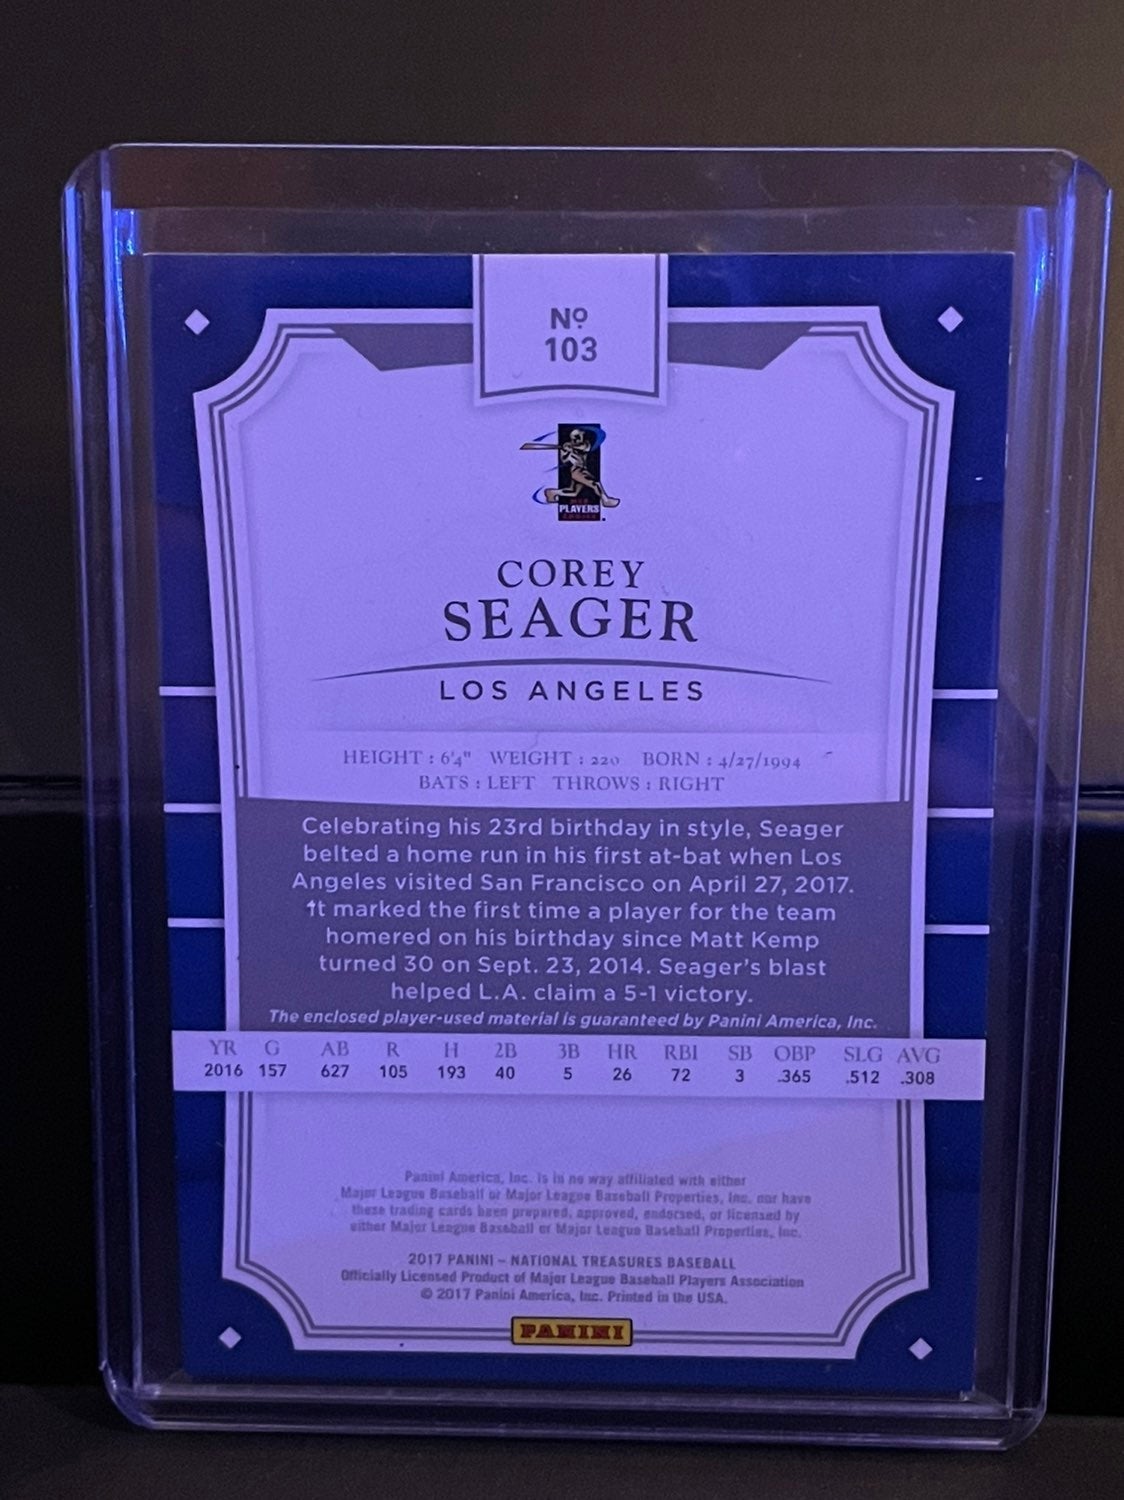 Nº
103
MLB
PLAYERS
CHOICE
COREY
SEAGER
LOS ANGELES
HEIGHT : 6'4" WEIGHT : 220 BORN : 4/27/1994
BATS : LEFT THROWS : RIGHT
Celebrating his 23rd birthday in style, Seager
belted a home run in his first at-bat when Los
Angeles visited San Francisco on April 27, 2017.
It marked the first time a player for the team
homered on his birthday since Matt Kemp
turned 30 on Sept. 23, 2014. Seager's blast
helped L.A. claim a 5-1 victory.
The enclosed player-used material is guaranteed by Panini America, Inc.
YR G AB R H 2B 3B HR RBI SB OBP SLG AVG
2016 157 627 105 193 40 5 26 72 3 .365 .512 .308
Panini America, Inc. is in no way affiliated with either
Major League Baseball or Major League Baseball Properties, Inc. nor have
these trading cards been prepared, approved, endorsed, or licensed by
either Major League Baseball or Major League Baseball Properties, Inc.
2017 PANINI – NATIONAL TREASURES BASEBALL
Officially Licensed Product of Major League Baseball Players Association
© 2017 Panini America, Inc. Printed in the USA.
PANINI